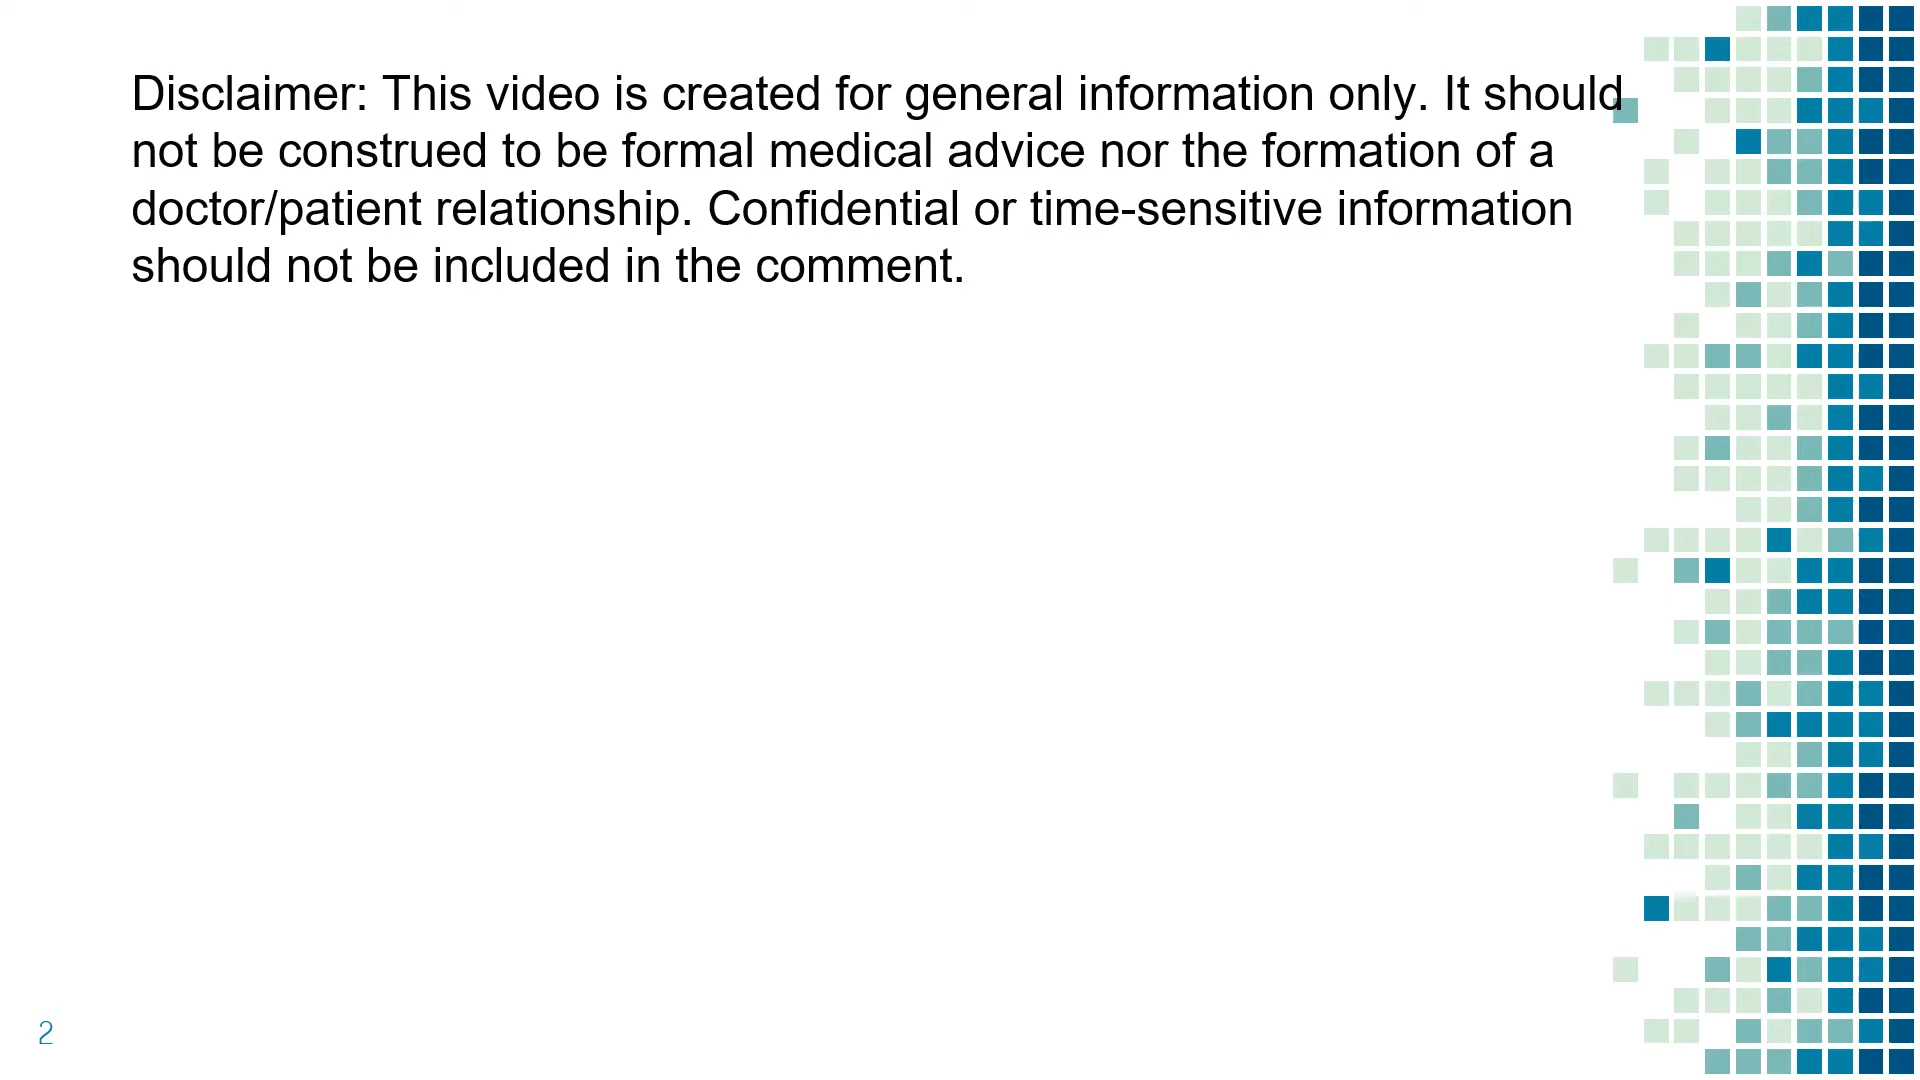 Disclaimer: This video is created for general information only. It should
not be construed to be formal medical advice nor the formation of a
doctor/patient relationship. Confidential or time-sensitive information
should not be included in the comment.
2